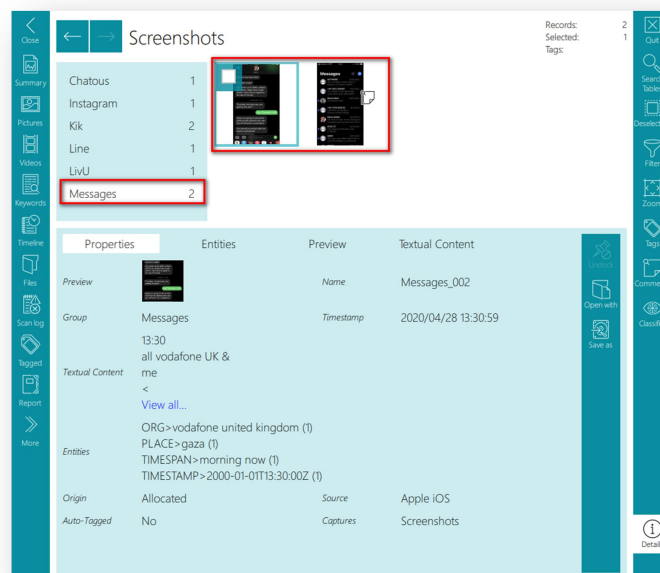 Close
Summary
Pictures
Videos
Keywords
Timeline
Files
Scan log
Tagged
Report
More
Screenshots
Records: 2
Selected: 1
Tags:
Chatous 1
Instagram 1
Kik 2
Line 1
LivU 1
Messages 2
Messages
Properties Entities Preview Textual Content
Preview
Name Messages_002
Group Messages
Timestamp 2020/04/28 13:30:59
Textual Content
13:30
all vodafone UK &
me
<
View all...
Entities
ORG>vodafone united kingdom (1)
PLACE>gaza (1)
TIMESPAN>morning now (1)
TIMESTAMP>2000-01-01T13:30:00Z (1)
Origin Allocated
Source Apple iOS
Auto-Tagged No
Captures Screenshots
Undock
Open with
Save as
Quit
Search
Tables
Deselect
Filter
Zoom
Tags
Comme
Classifi
Detail